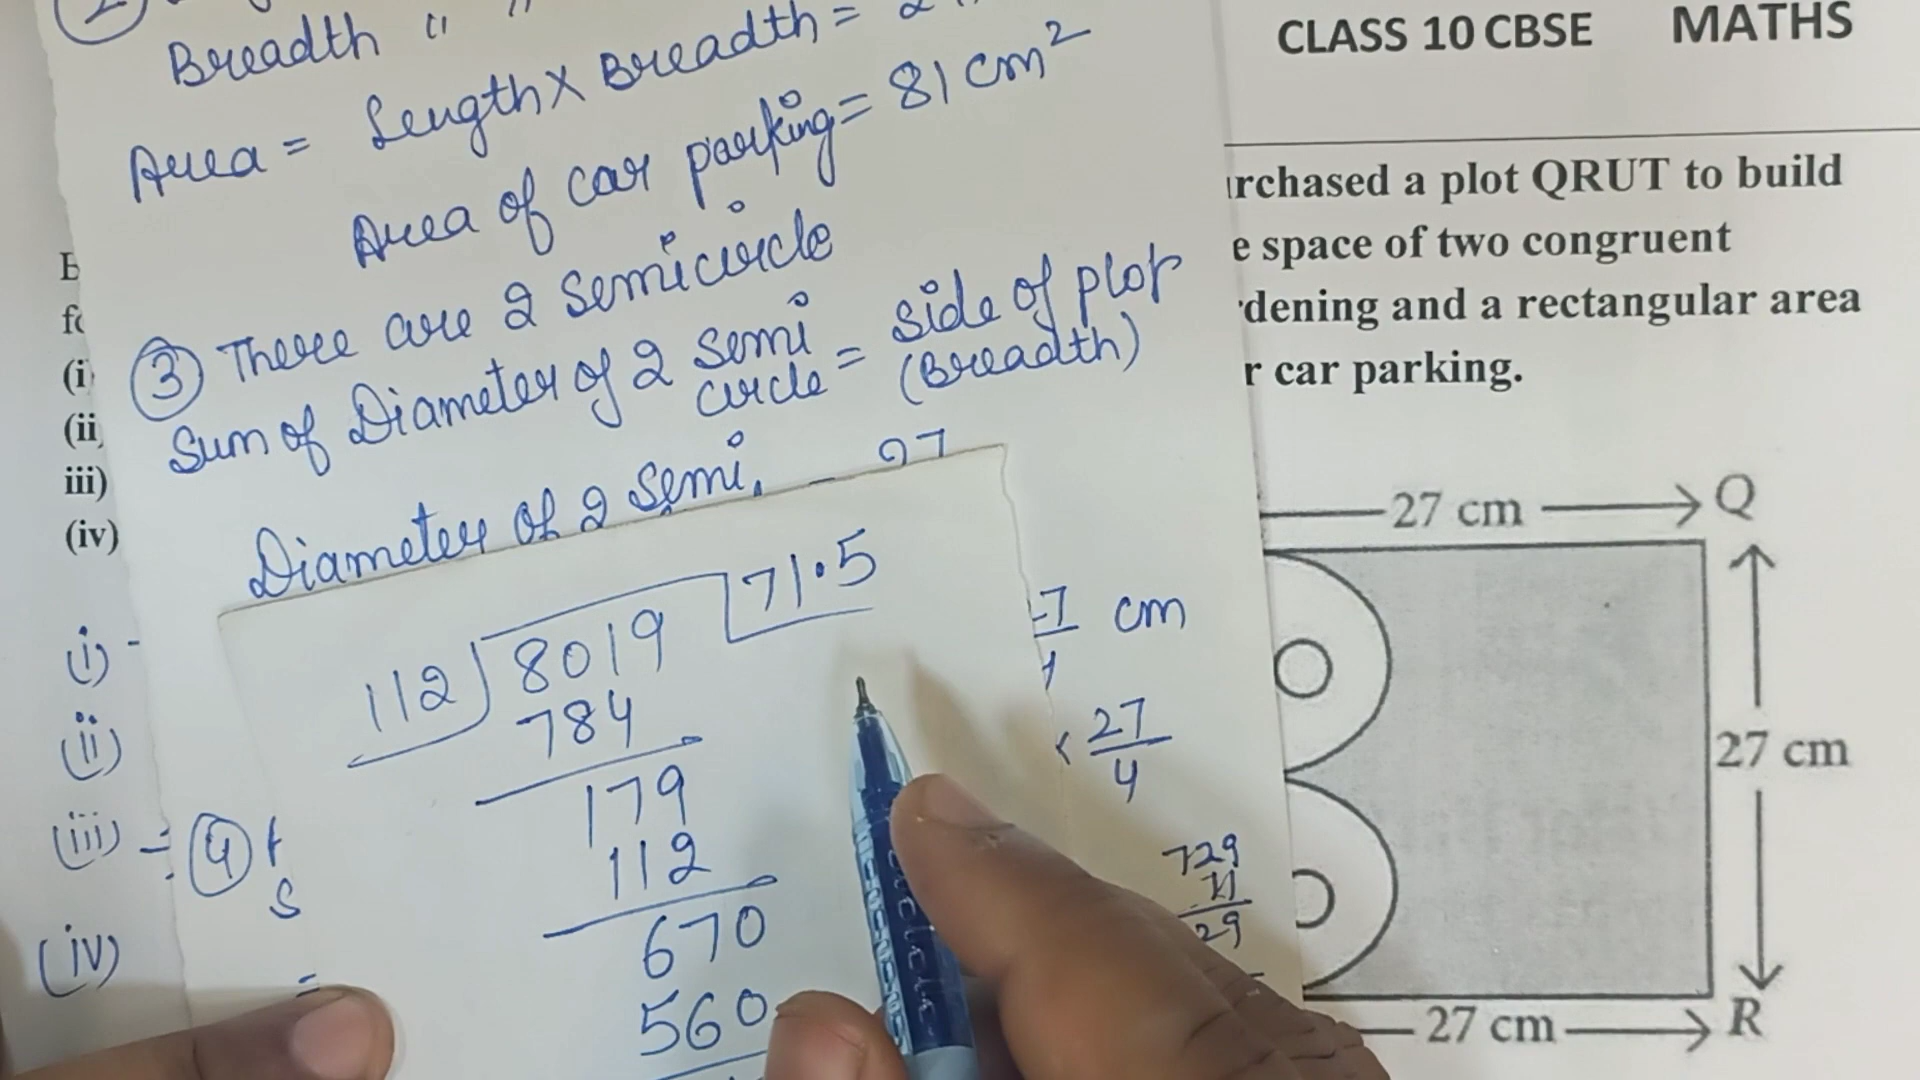 Breadth " "
Area = Length x Breadth =
Area of car parking = 81 cm²
③ There are 2 semicircle
Sum of Diameter of 2 semi circle = side of plot (Breadth)
Diameter of 2 semi.
112 ) 8019 71.5
784
179
112
670
560
cm
27
4
729
11
(i)
(ii)
iii)
(iv)
(i) -
(ii)
(iii) =
④
(iv)
=
CLASS 10 CBSE MATHS
a plot QRUT to build
space of two congruent
and a rectangular area
car parking.
27 cm Q
27 cm
27 cm R